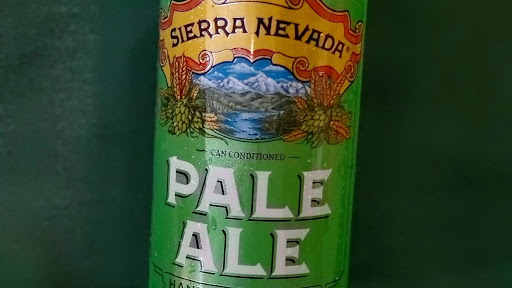 SIERRA NEVADA®
CAN CONDITIONED
PALE
ALE